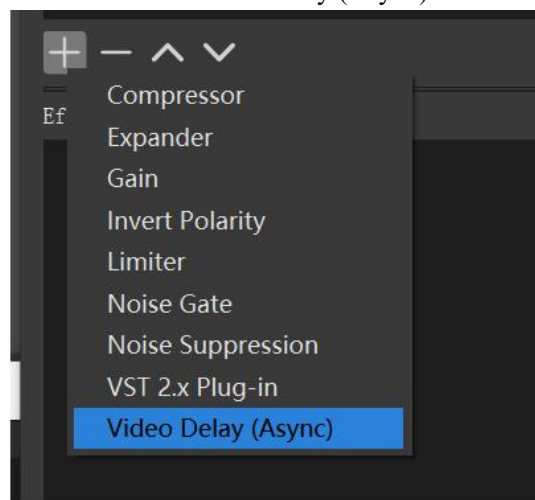 Compressor
Ef
Expander
Gain
Invert Polarity
Limiter
Noise Gate
Noise Suppression
VST 2.x Plug-in
Video Delay (Async)